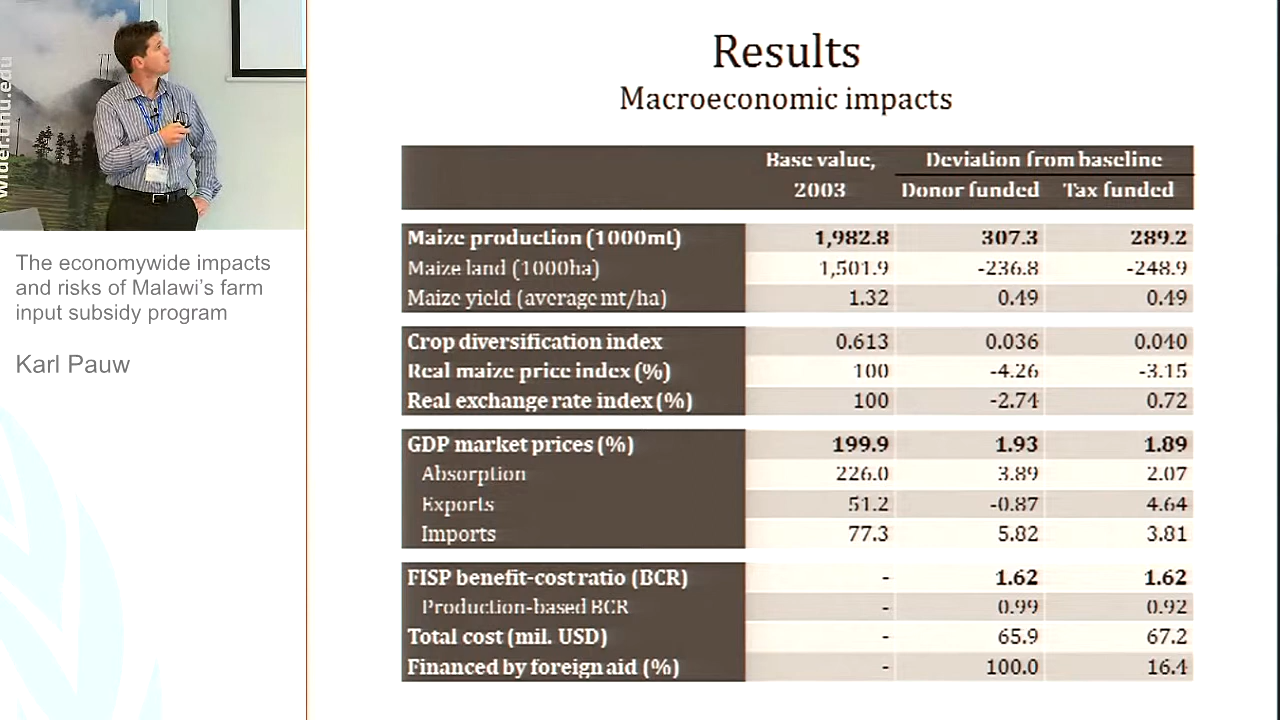 wider.unu.edu
The economywide impacts
and risks of Malawi's farm
input subsidy program
Karl Pauw
Results
Macroeconomic impacts
Base value, 2003 Deviation from baseline
Donor funded Tax funded
Maize production (1000mt) 1,982.8 307.3 289.2
Maize land (1000ha) 1,501.9 -236.8 -248.9
Maize yield (average mt/ha) 1.32 0.49 0.49
Crop diversification index 0.613 0.036 0.040
Real maize price index (%) 100 -4.26 -3.15
Real exchange rate index (%) 100 -2.74 0.72
GDP market prices (%) 199.9 1.93 1.89
Absorption 226.0 3.89 2.07
Exports 51.2 -0.87 4.64
Imports 77.3 5.82 3.81
FISP benefit-cost ratio (BCR) - 1.62 1.62
Production-based BCR - 0.99 0.92
Total cost (mil. USD) - 65.9 67.2
Financed by foreign aid (%) - 100.0 16.4